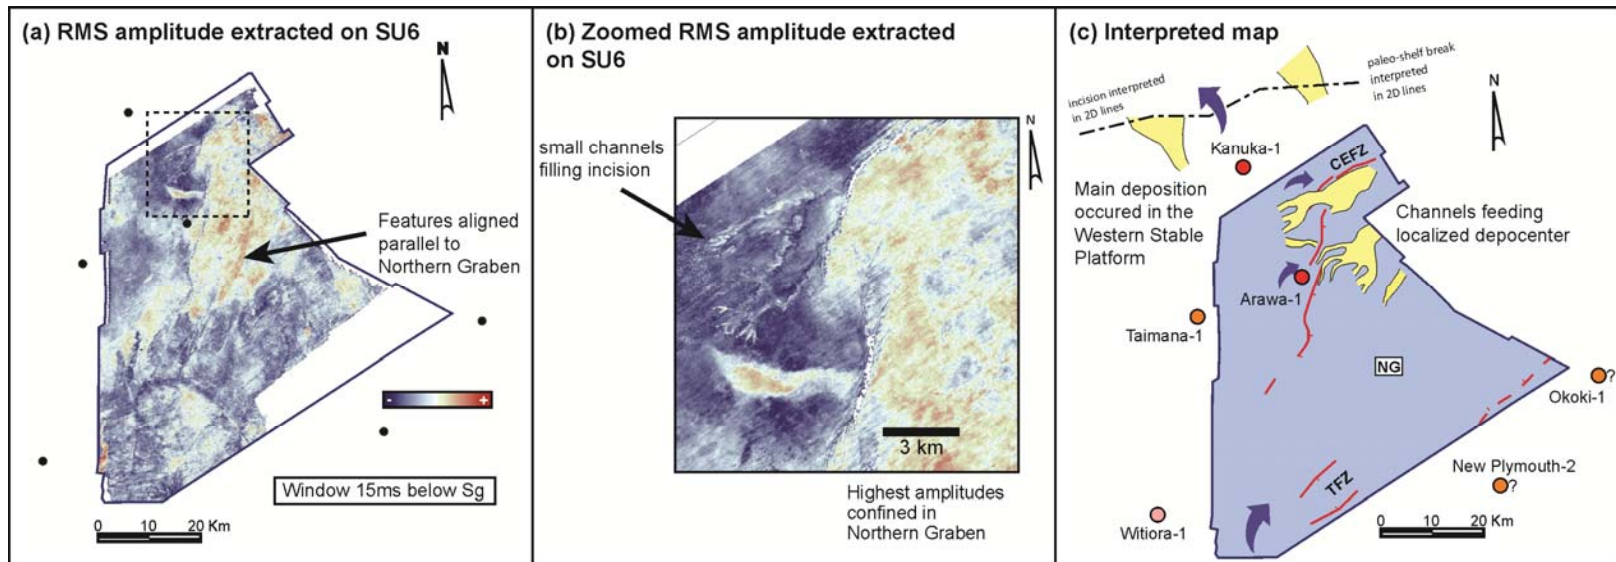 (a) RMS amplitude extracted on SU6
N
Features aligned
parallel to
Northern Graben
- +
Window 15ms below Sg
0 10 20 Km
(b) Zoomed RMS amplitude extracted
on SU6
N
small channels
filling incision
3 km
Highest amplitudes
confined in
Northern Graben
(c) Interpreted map
incision interpreted
in 2D lines
paleo-shelf break
interpreted
in 2D lines
N
Kanuka-1
CEFZ
Main deposition
occured in the
Western Stable
Platform
Channels feeding
localized depocenter
Arawa-1
Taimana-1
NG
Okoki-1
?
TFZ
New Plymouth-2
?
Witiora-1
0 10 20 Km